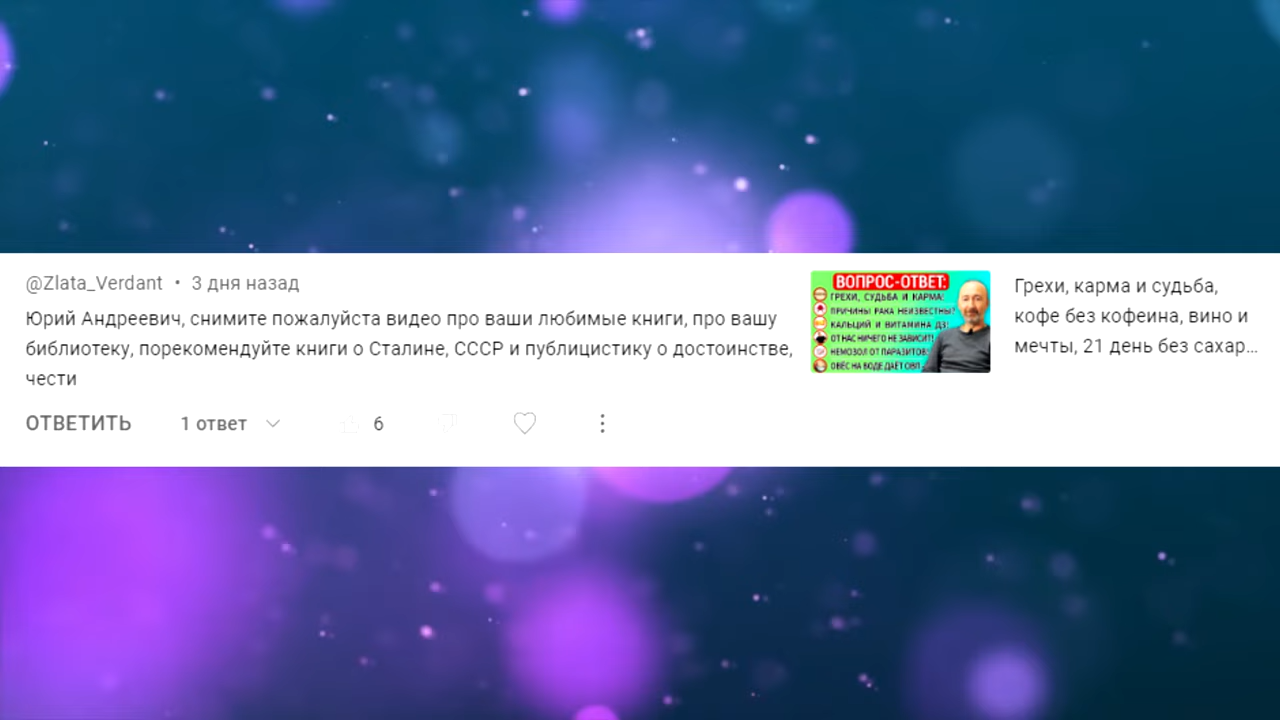 @Zlata_Verdant • 3 дня назад
Юрий Андреевич, снимите пожалуйста видео про ваши любимые книги, про вашу
библиотеку, порекомендуйте книги о Сталине, СССР и публицистику о достоинстве,
чести
ОТВЕТИТЬ 1 ответ 6
ВОПРОС-ОТВЕТ:
ГРЕХИ, СУДЬБА И КАРМА:
ПРИЧИНЫ РАКА НЕИЗВЕСТНЫ?
КАЛЬЦИЙ И ВИТАМИНА Д3:
ОТ НАС НИЧЕГО НЕ ЗАВИСИТ!
НЕМОЗОЛ ОТ ПАРАЗИТОВ:
ОВЁС НА ВОДЕ ДАЁТ
Грехи, карма и судьба,
кофе без кофеина, вино и
мечты, 21 день без сахар...